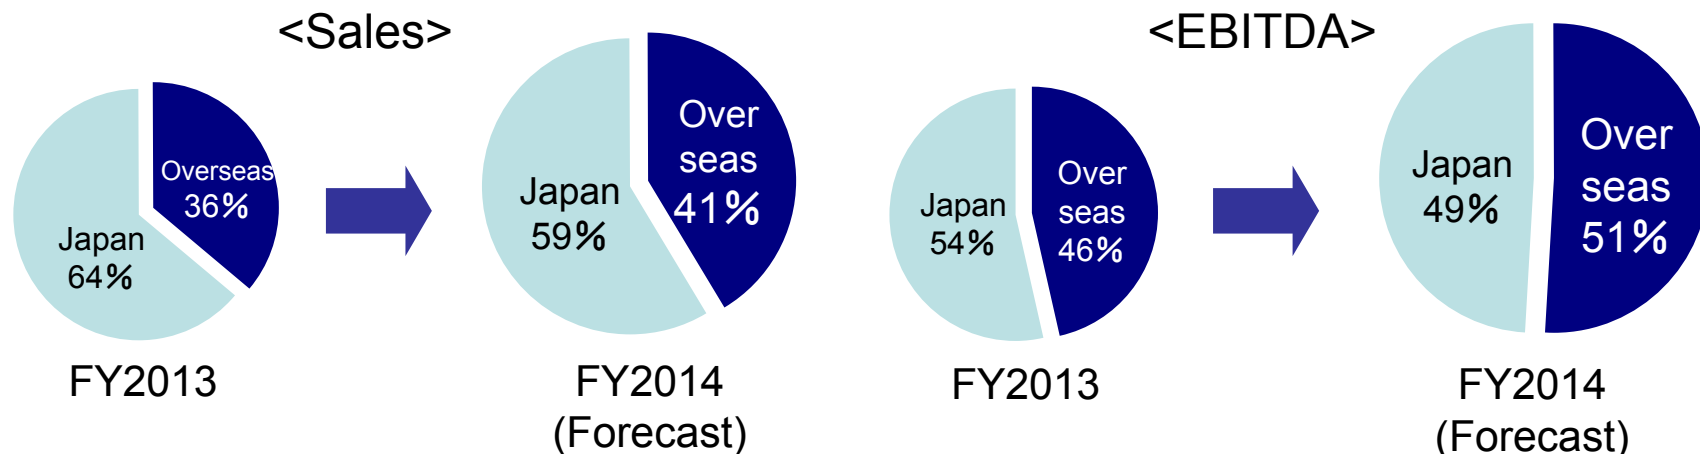 <Sales>
Overseas
36%
Japan
64%
FY2013
Over
seas
41%
Japan
59%
FY2014
(Forecast)
<EBITDA>
Over
seas
46%
Japan
54%
FY2013
Over
seas
51%
Japan
49%
FY2014
(Forecast)